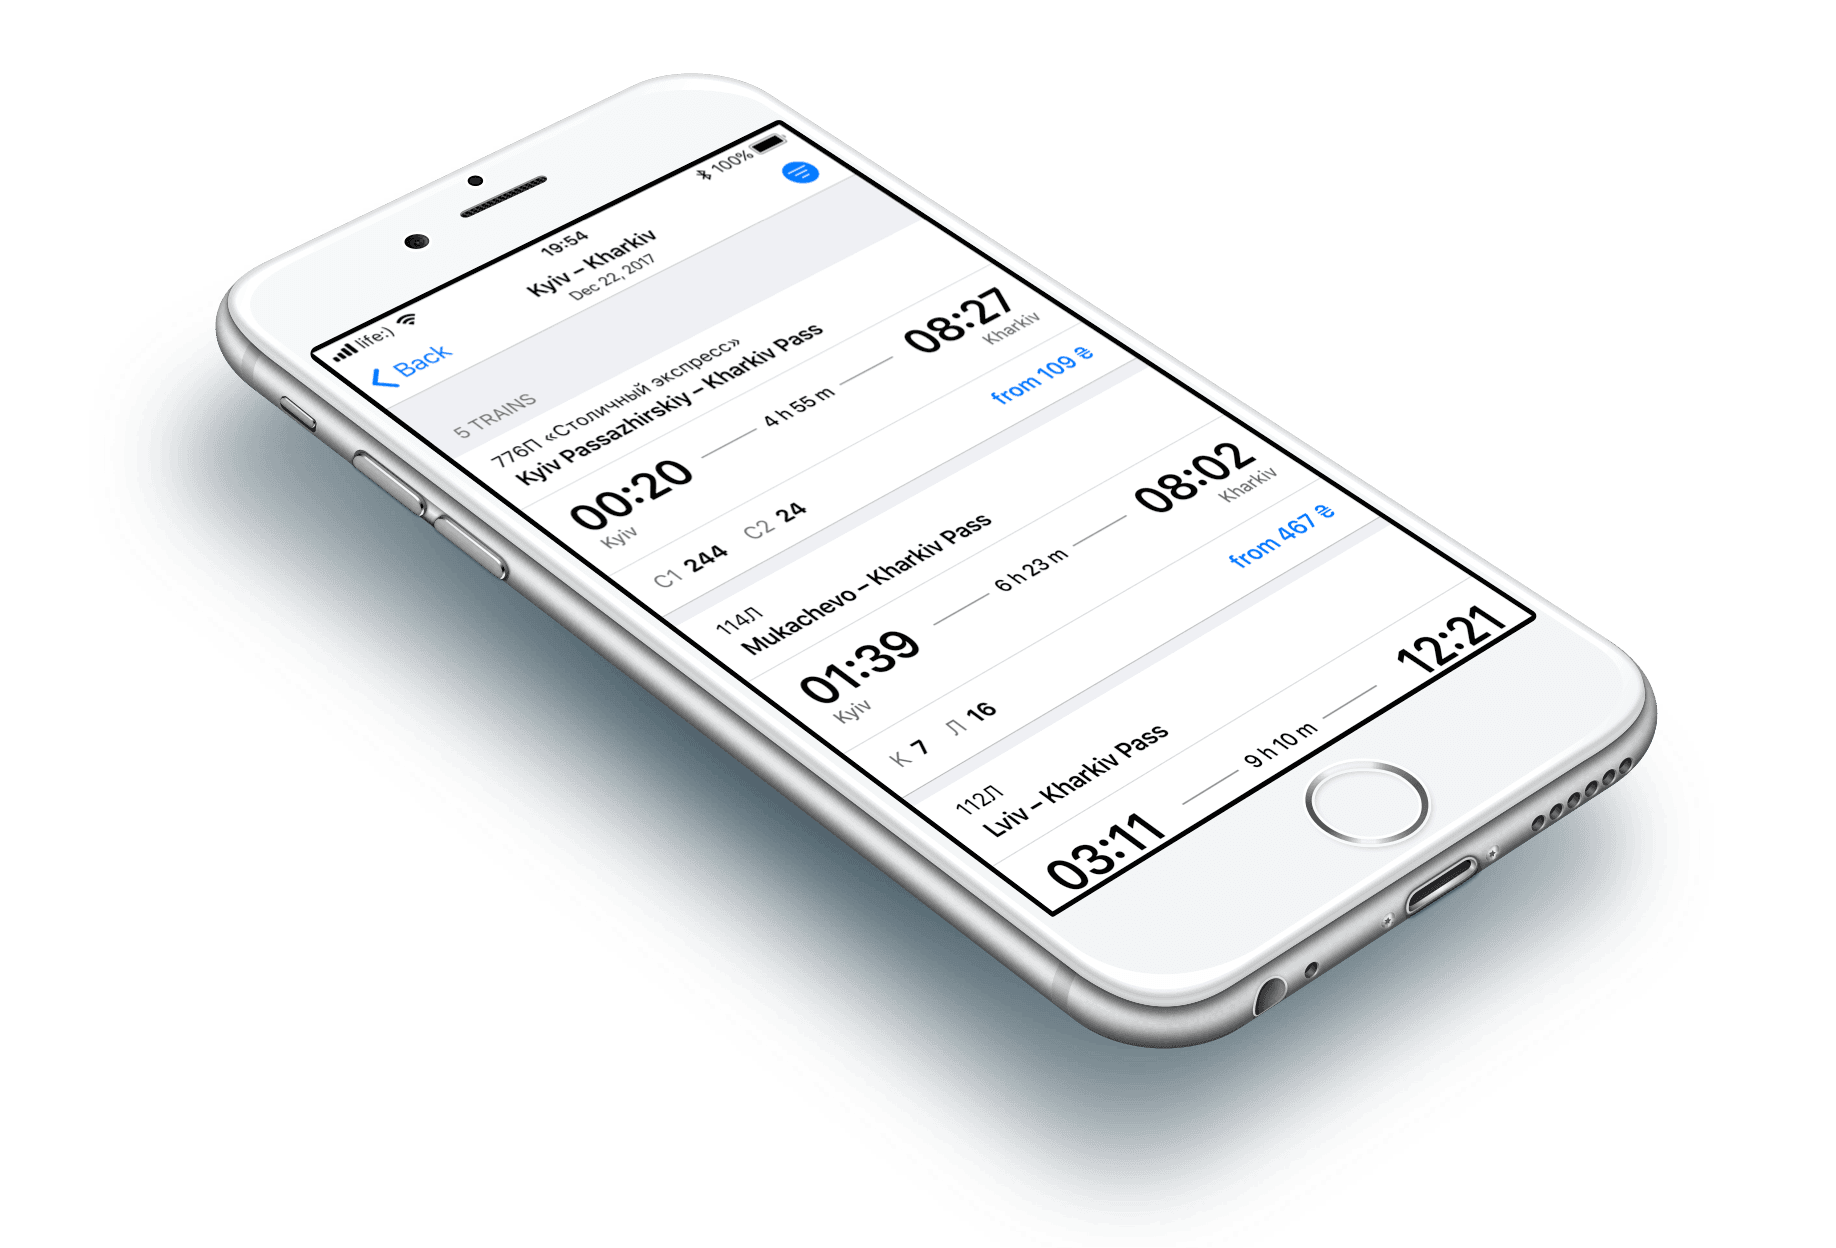 life:) 19:54 100%
Back
Kyiv – Kharkiv
Dec 22, 2017
5 TRAINS
776П «Столичный экспресс»
Kyiv Passazhirskiy – Kharkiv Pass
00:20 4 h 55 m 08:27
Kyiv Kharkiv
C1 244 C2 24 from 109 ₴
114Л
Mukachevo – Kharkiv Pass
01:39 6 h 23 m 08:02
Kyiv Kharkiv
К 7 Л 16 from 467 ₴
112Л
Lviv – Kharkiv Pass
03:11 9 h 10 m 12:21